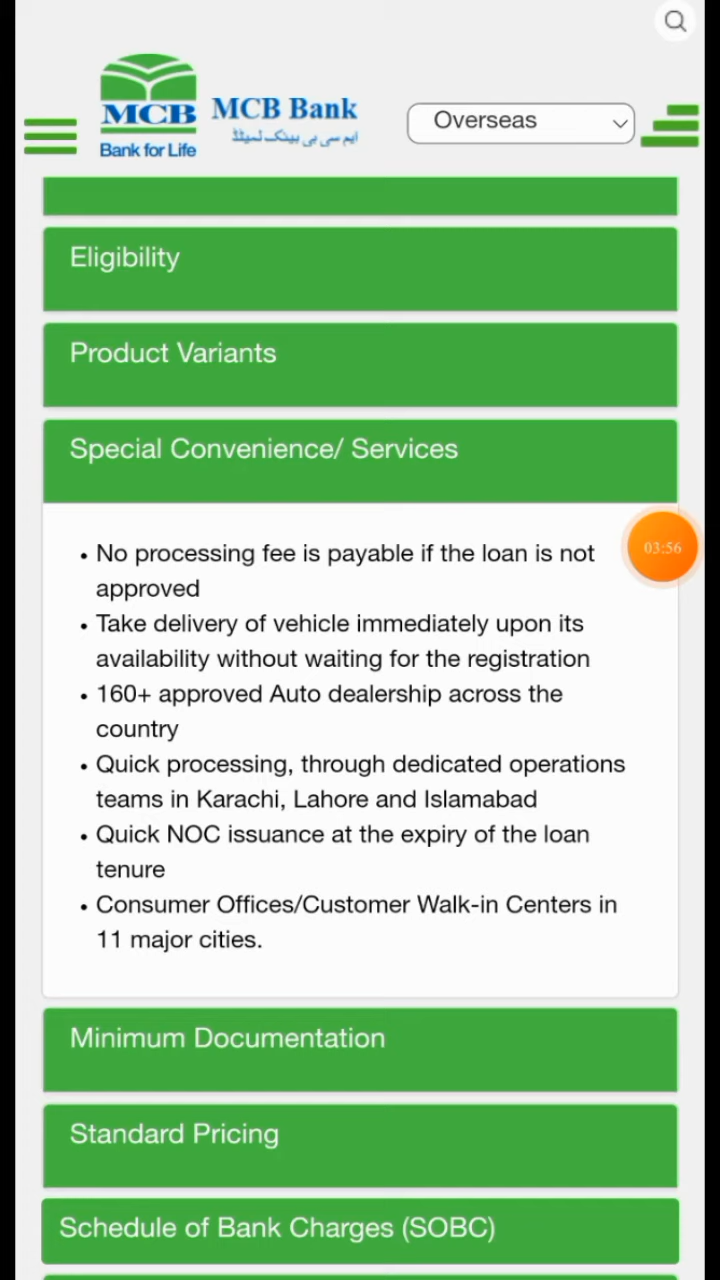 MCB
Bank for Life
MCB Bank
ایم سی بی بینک لمیٹڈ
Overseas
Eligibility
Product Variants
Special Convenience/ Services
• No processing fee is payable if the loan is not
approved
• Take delivery of vehicle immediately upon its
availability without waiting for the registration
• 160+ approved Auto dealership across the
country
• Quick processing, through dedicated operations
teams in Karachi, Lahore and Islamabad
• Quick NOC issuance at the expiry of the loan
tenure
• Consumer Offices/Customer Walk-in Centers in
11 major cities.
03:56
Minimum Documentation
Standard Pricing
Schedule of Bank Charges (SOBC)